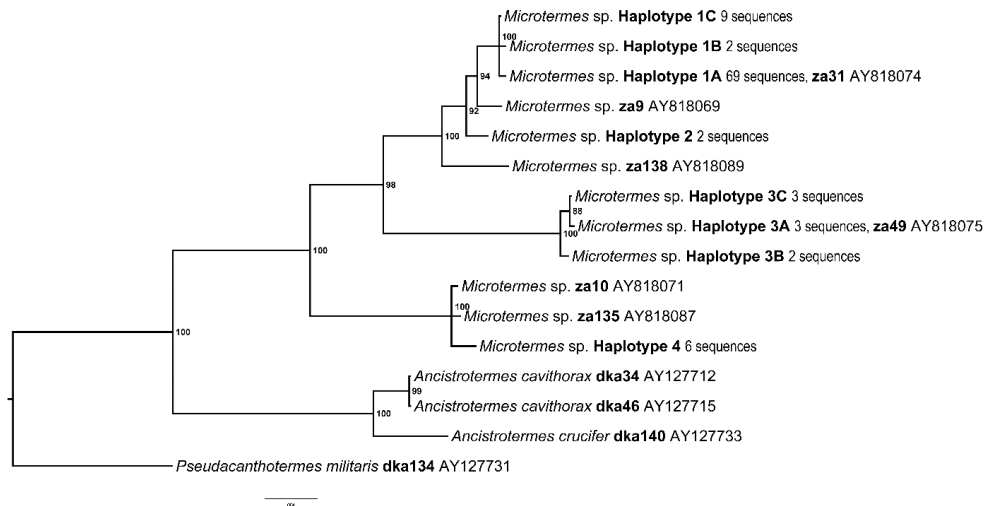 Microtermes sp. Haplotype 1C 9 sequences
100
Microtermes sp. Haplotype 1B 2 sequences
Microtermes sp. Haplotype 1A 69 sequences, za31 AY818074
94
Microtermes sp. za9 AY818069
92
Microtermes sp. Haplotype 2 2 sequences
100
Microtermes sp. za138 AY818089
98
Microtermes sp. Haplotype 3C 3 sequences
88
Microtermes sp. Haplotype 3A 3 sequences, za49 AY818075
100
Microtermes sp. Haplotype 3B 2 sequences
100
Microtermes sp. za10 AY818071
100
Microtermes sp. za135 AY818087
100
Microtermes sp. Haplotype 4 6 sequences
Ancistrotermes cavithorax dka34 AY127712
99
Ancistrotermes cavithorax dka46 AY127715
100
Ancistrotermes crucifer dka140 AY127733
Pseudacanthotermes militaris dka134 AY127731